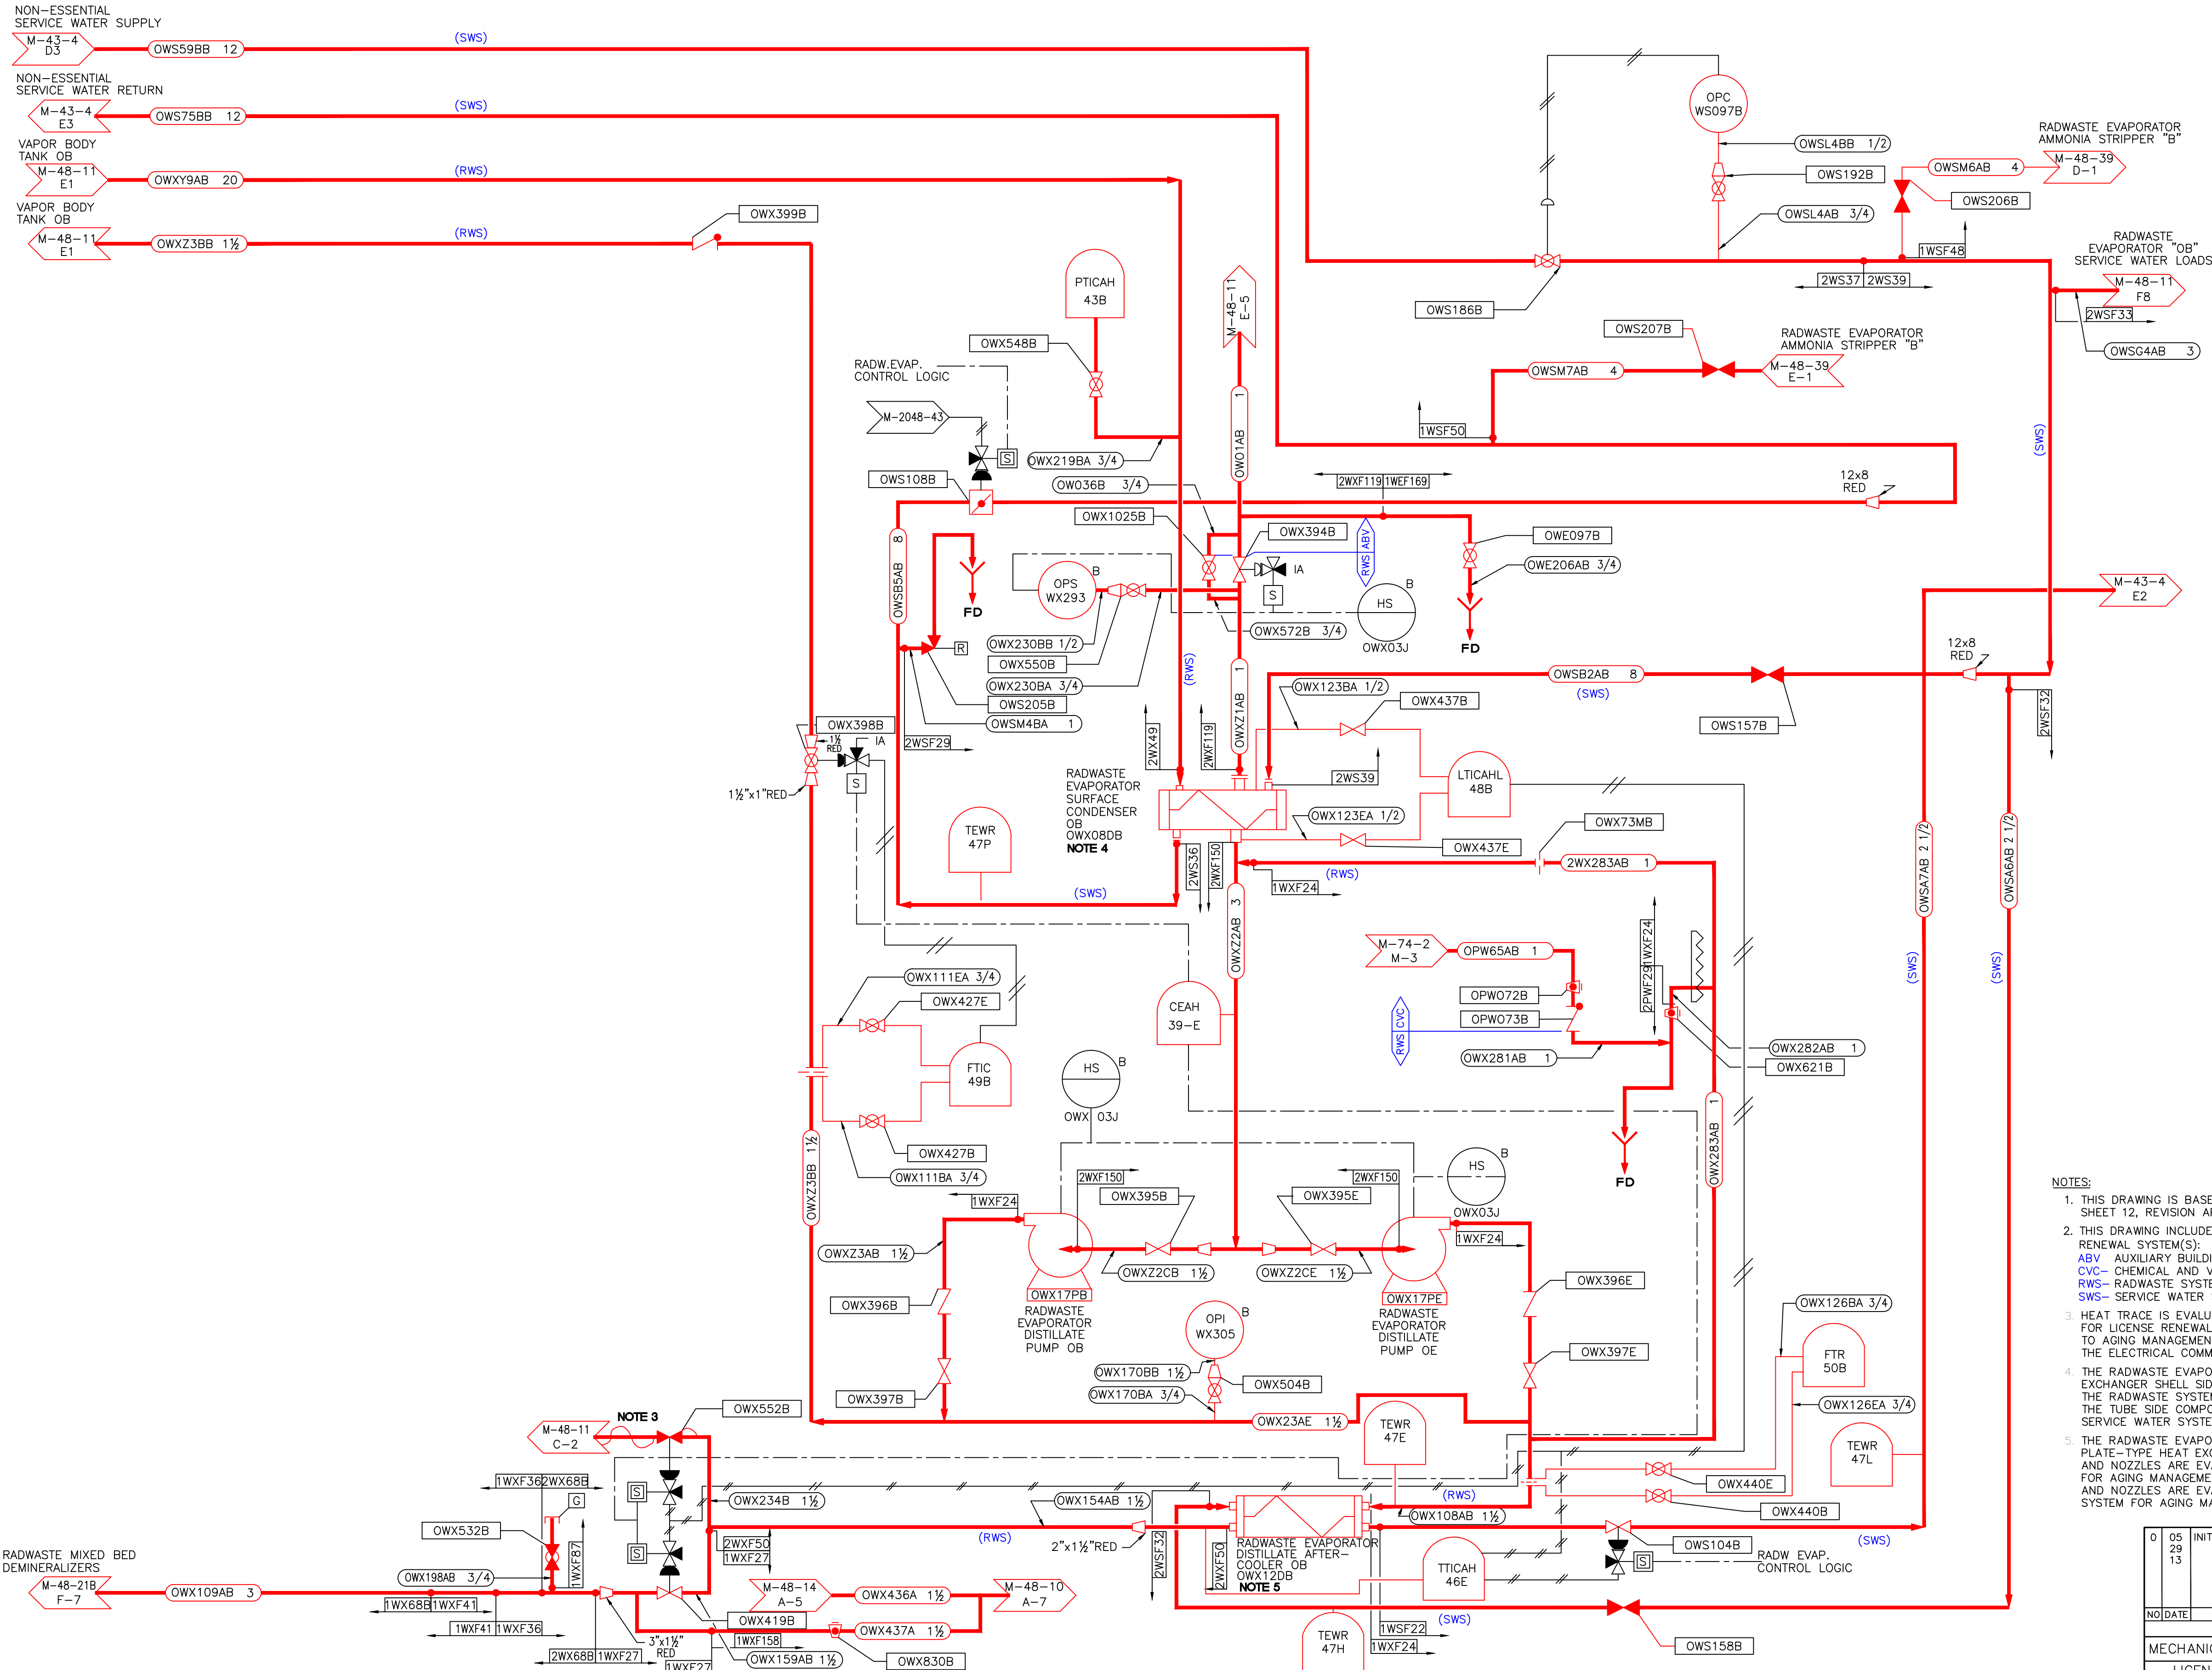 NON-ESSENTIAL
SERVICE WATER SUPPLY
M-43-4
D3
OWS59BB 12
(SWS)
NON-ESSENTIAL
SERVICE WATER RETURN
M-43-4
E3
OWS75BB 12
(SWS)
VAPOR BODY
TANK OB
M-48-11
E1
OWXY9AB 20
(RWS)
VAPOR BODY
TANK OB
M-48-11
E1
OWXZ3BB 1½
(RWS)
OWX399B
OPC
WS097B
OWSL4BB 1/2
OWS192B
OWSL4AB 3/4
RADWASTE EVAPORATOR
AMMONIA STRIPPER "B"
OWSM6AB 4
M-48-39
D-1
OWS206B
1WSF48
RADWASTE
EVAPORATOR "OB"
SERVICE WATER LOADS
M-48-11
F8
2WSF33
OWSG4AB 3
2WS37
2WS39
OWS186B
OWS207B
RADWASTE EVAPORATOR
AMMONIA STRIPPER "B"
OWSM7AB 4
M-48-39
E-1
1WSF50
(SWS)
PTICAH
43B
M-48-11
E-5
OWX548B
RADW.EVAP.
CONTROL LOGIC
M-2048-43
S
OWX219BA 3/4
OWO1AB 1
OWS108B
OW036B 3/4
2WXF119
1WEF169
12x8
RED
OWX1025B
OWX394B
RWS ABV
OWE097B
OWE206AB 3/4
FD
IA
S
OWSB5AB 8
FD
OPS
WX293
B
HS
B
OWX03J
OWX230BB 1/2
OWX572B 3/4
R
OWX550B
OWX230BA 3/4
OWS205B
OWSM4BA 1
2WSF29
(RWS)
OWXZ1AB 1
M-43-4
E2
12x8
RED
OWSB2AB 8
(SWS)
OWS157B
2WSF32
OWX123BA 1/2
OWX437B
OWX398B
1½
RED
IA
S
1½"x1"RED
2WX49
2WXF119
2WS39
RADWASTE
EVAPORATOR
SURFACE
CONDENSER
OB
OWX08DB
NOTE 4
LTICAHL
48B
TEWR
47P
OWX123EA 1/2
OWX437E
OWX73MB
2WS36
2WXF150
1WXF24
(RWS)
2WX283AB 1
(SWS)
OWSA7AB 2 1/2
OWSA6AB 2 1/2
(SWS)
(SWS)
OWXZ2AB 3
M-74-2
M-3
OPW65AB 1
2PWF29
1WXF24
OPW072B
OPW073B
RWS CVC
OWX281AB 1
OWX282AB 1
OWX621B
OWX111EA 3/4
OWX427E
CEAH
39-E
FTIC
49B
HS
B
OWX 03J
OWX427B
OWX111BA 3/4
OWXZ3BB 1½
OWX283AB 1
FD
1WXF24
2WXF150
OWX395B
OWX395E
2WXF150
HS
B
OWX03J
1WXF24
OWXZ3AB 1½
OWXZ2CB 1½
OWXZ2CE 1½
OWX396B
OWX396E
OWX17PB
RADWASTE
EVAPORATOR
DISTILLATE
PUMP OB
OWX17PE
RADWASTE
EVAPORATOR
DISTILLATE
PUMP OE
OPI
WX305
B
OWX170BB 1½
OWX504B
OWX170BA 3/4
OWX397B
OWX397E
OWX23AE 1½
OWX126BA 3/4
FTR
50B
OWX126EA 3/4
TEWR
47L
TEWR
47E
OWX440E
OWX440B
NOTE 3
OWX552B
M-48-11
C-2
1WXF36
2WX68B
G
S
S
OWX234B 1½
OWX154AB 1½
(RWS)
OWX108AB 1½
(RWS)
OWX532B
1WXF87
2WXF50
1WXF27
2"x1½"RED
2WSF32
2WXF50
RADWASTE EVAPORATOR
DISTILLATE AFTER-
COOLER OB
OWX12DB
NOTE 5
TTICAH
46E
OWS104B
S
RADW EVAP.
CONTROL LOGIC
(SWS)
RADWASTE MIXED BED
DEMINERALIZERS
M-48-21B
F-7
OWX109AB 3
OWX198AB 3/4
1WX68B
1WXF41
1WXF41
1WXF36
2WX68B
1WXF27
3"x1½"
RED
OWX419B
OWX159AB 1½
1WXF27
1WXF158
M-48-14
A-5
OWX436A 1½
M-48-10
A-7
OWX437A 1½
OWX830B
TEWR
47H
1WSF22
1WXF24
(SWS)
OWS158B
NOTES:
1. THIS DRAWING IS BASE
SHEET 12, REVISION A
2. THIS DRAWING INCLUDE
RENEWAL SYSTEM(S):
ABV AUXILIARY BUILDI
CVC- CHEMICAL AND V
RWS- RADWASTE SYSTE
SWS- SERVICE WATER
3. HEAT TRACE IS EVALU
FOR LICENSE RENEWAL
TO AGING MANAGEMEN
THE ELECTRICAL COMM
4. THE RADWASTE EVAPO
EXCHANGER SHELL SID
THE RADWASTE SYSTE
THE TUBE SIDE COMPO
SERVICE WATER SYSTE
5. THE RADWASTE EVAPO
PLATE-TYPE HEAT EXC
AND NOZZLES ARE EV
FOR AGING MANAGEME
AND NOZZLES ARE EV
SYSTEM FOR AGING MA
0 05 INIT
29
13
NO DATE
MECHANIC